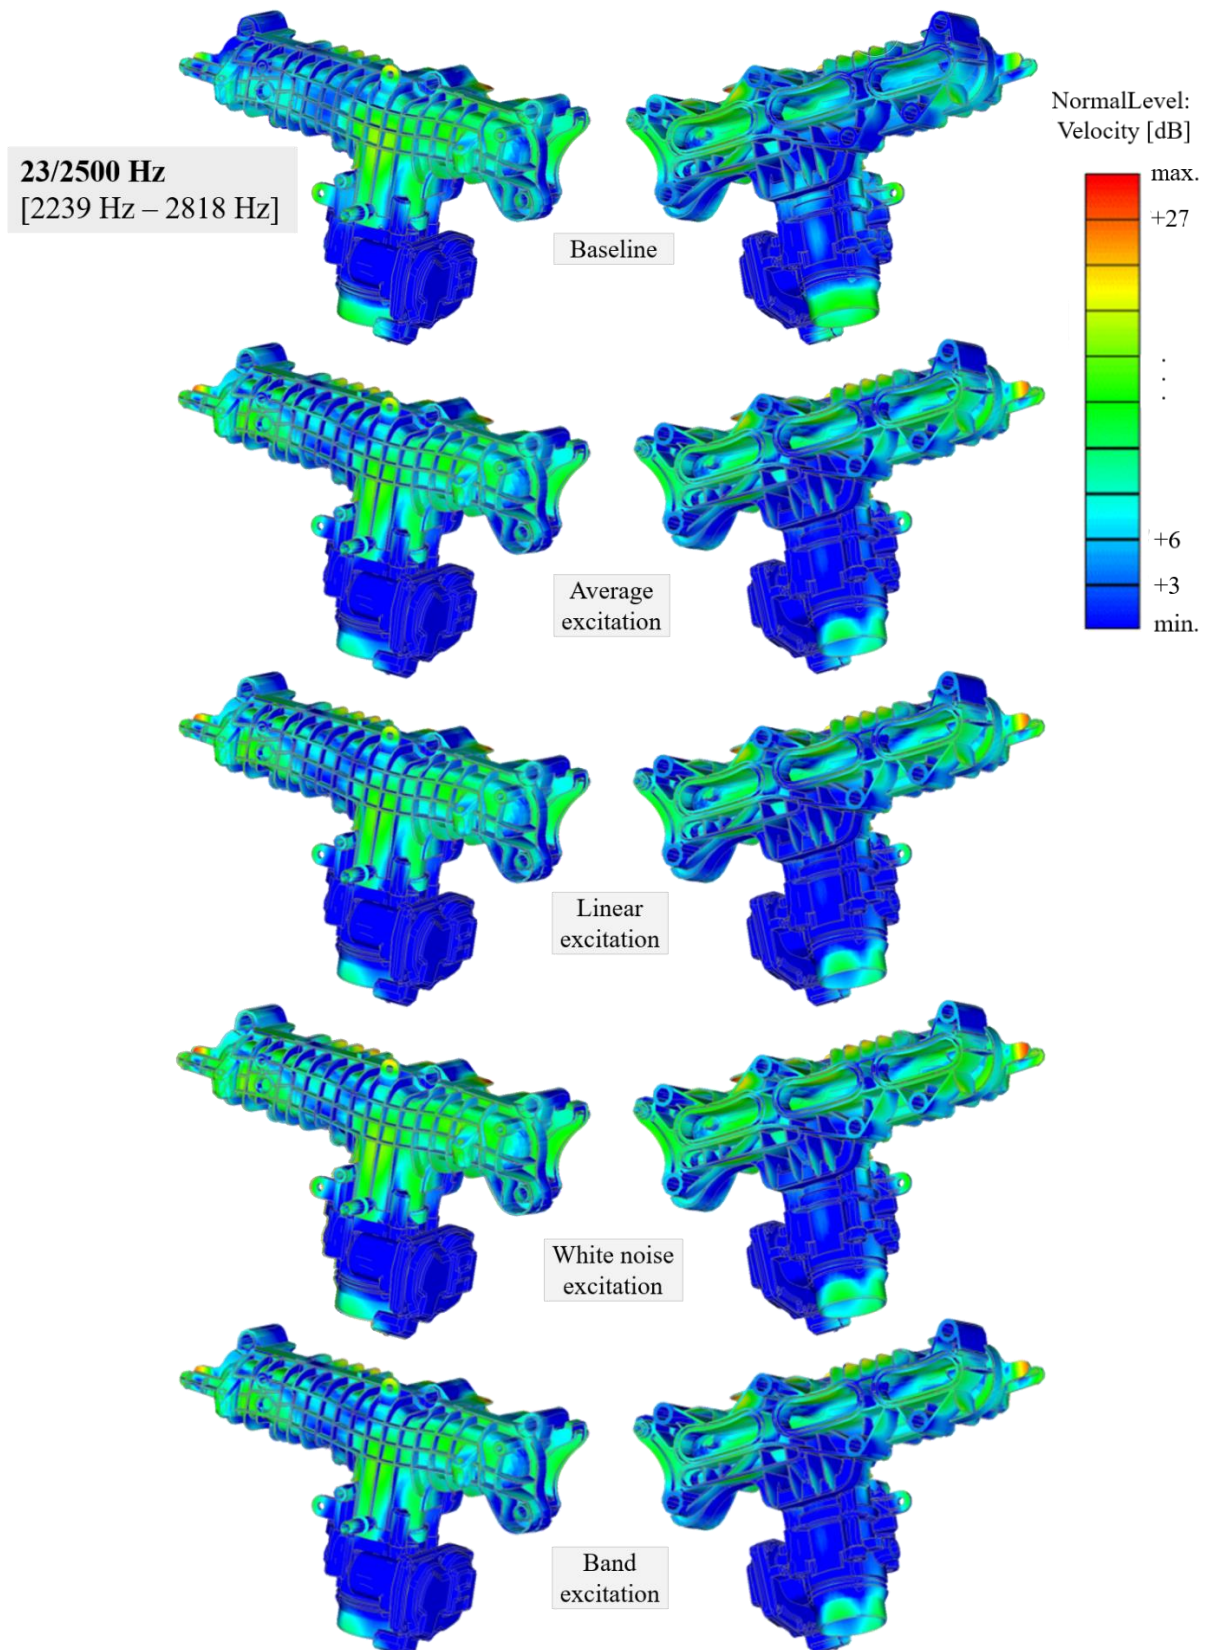 NormalLevel:
Velocity [dB]
23/2500 Hz
[2239 Hz – 2818 Hz]
max.
+27
.
.
.
+6
+3
min.
Baseline
Average
excitation
Linear
excitation
White noise
excitation
Band
excitation